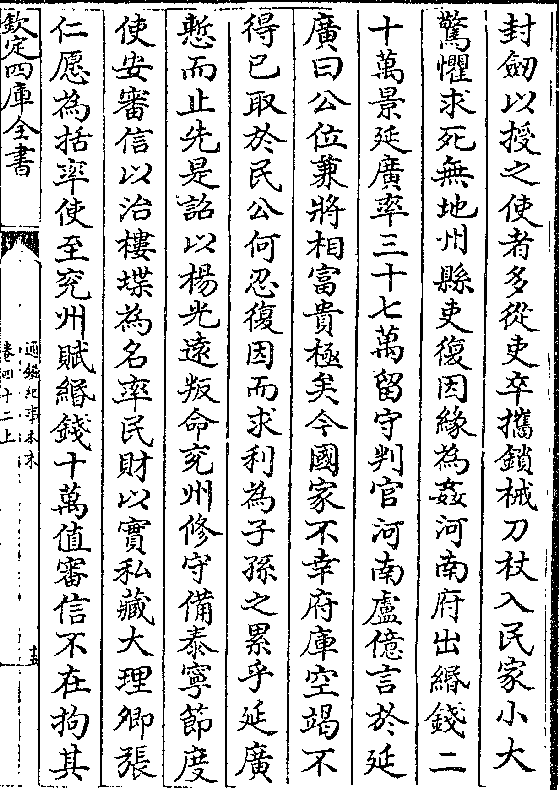 封劒以授之使者多從吏卒攜鎖械刀杖入民家小大
驚懼求死無地州縣吏復因緣為姦河南府出緡錢二
十萬景延廣率三十七萬留守判官河南盧億言於延
廣曰公位兼將相富貴極矣今國家不幸府庫空竭不
得已取於民公何忍復因而求利為子孫之累乎延廣
慙而止先是詔以楊光遠叛命兖州修守備泰寧節度
使安審信以治樓堞為名率民財以實私藏大理卿張
仁愿為括率使至兖州賦緡錢十萬值審信不在拘其
欽定四庫全書
通鑑紀事本末
卷四十二上